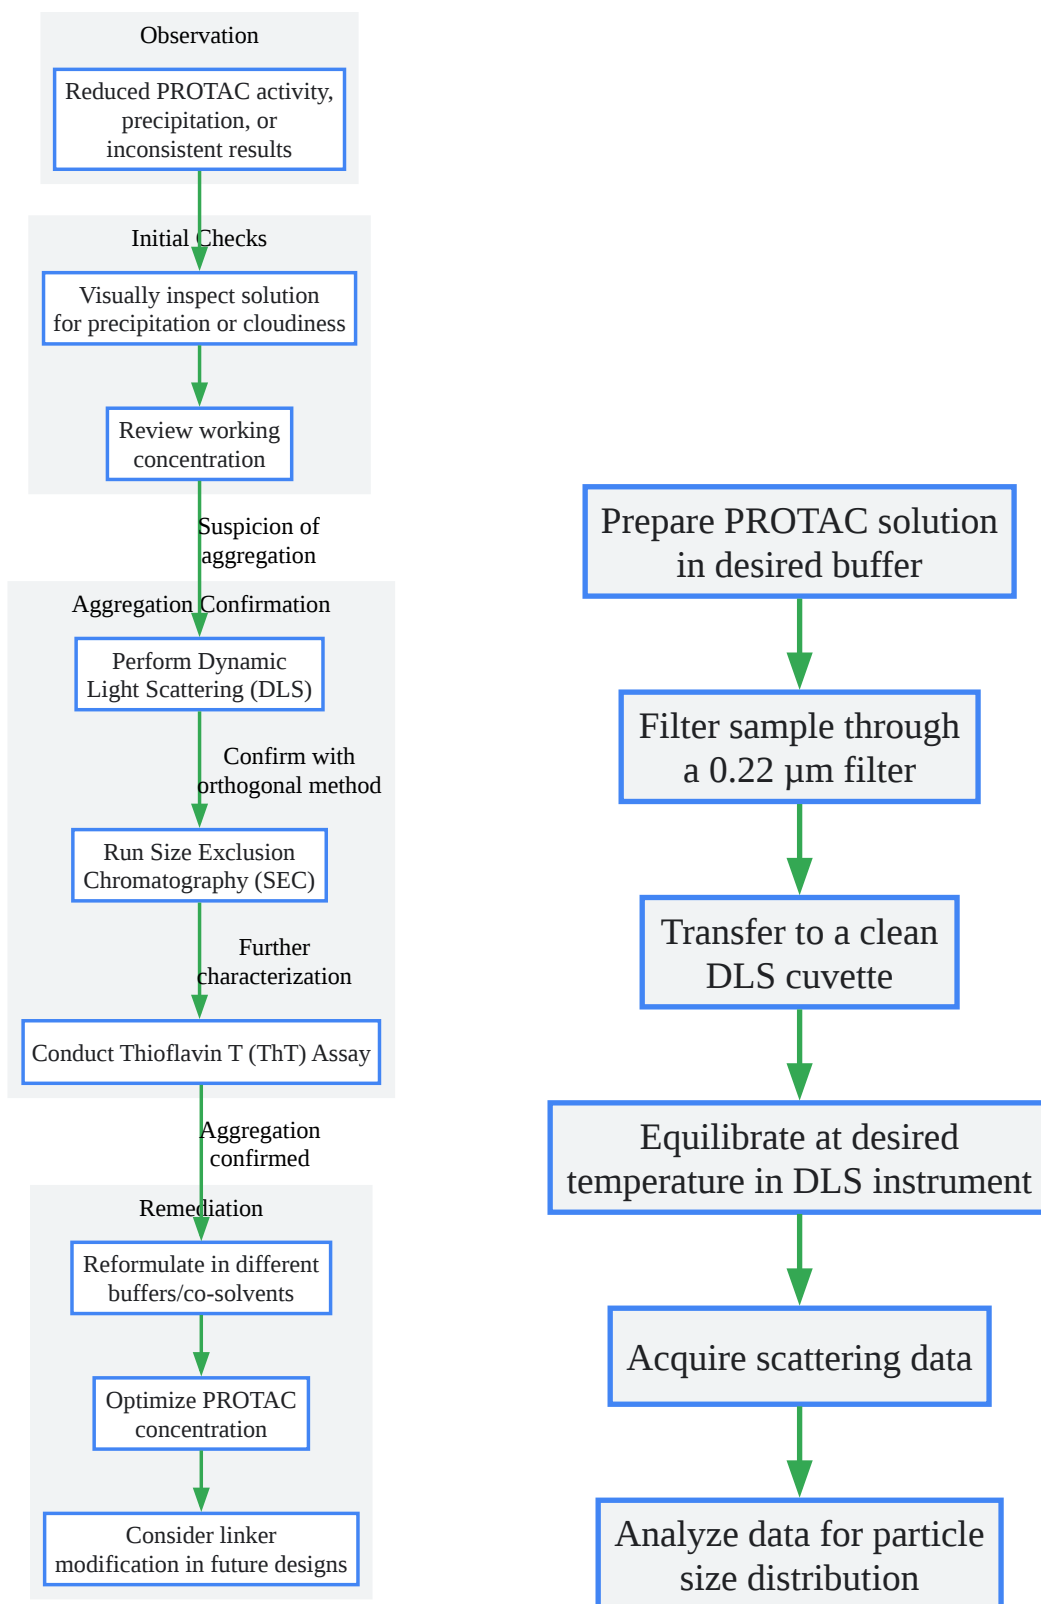 Observation
Reduced PROTAC activity,
precipitation, or
inconsistent results
Initial Checks
Visually inspect solution
for precipitation or cloudiness
Review working
concentration
Suspicion of
aggregation
Aggregation Confirmation
Perform Dynamic
Light Scattering (DLS)
Confirm with
orthogonal method
Run Size Exclusion
Chromatography (SEC)
Further
characterization
Conduct Thioflavin T (ThT) Assay
Aggregation
confirmed
Remediation
Reformulate in different
buffers/co-solvents
Optimize PROTAC
concentration
Consider linker
modification in future designs
Prepare PROTAC solution
in desired buffer
Filter sample through
a 0.22 µm filter
Transfer to a clean
DLS cuvette
Equilibrate at desired
temperature in DLS instrument
Acquire scattering data
Analyze data for particle
size distribution